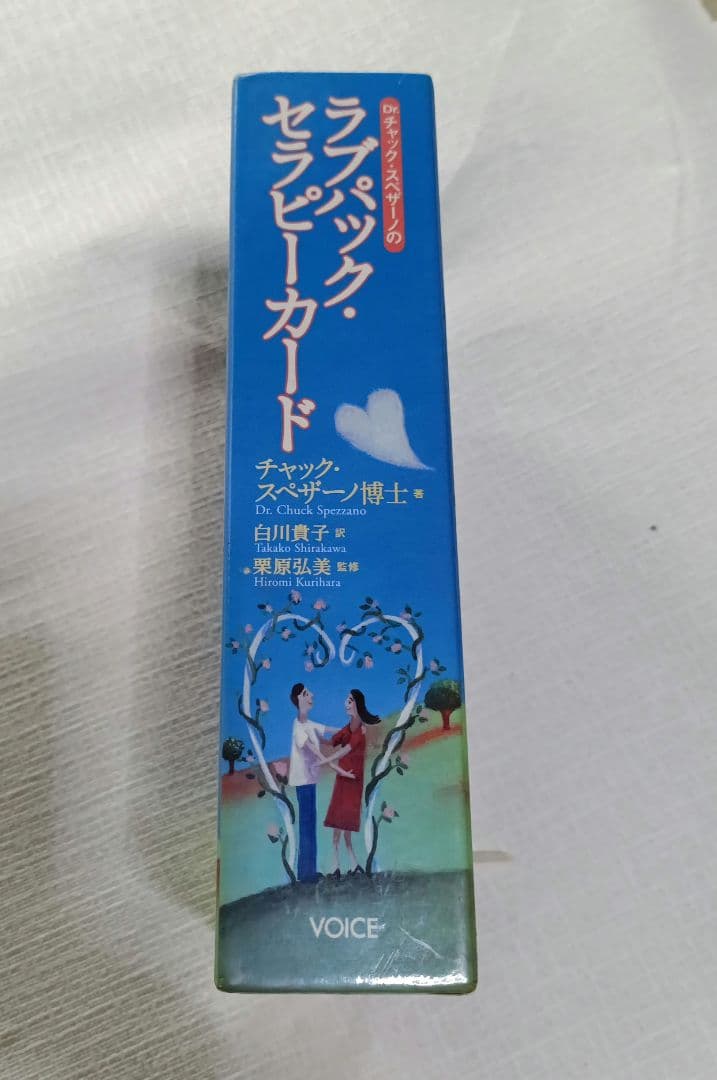 Dr.チャック・スペザーノの
ラブパック・
セラピーカード
チャック・
スペザーノ博士 著
Dr. Chuck Spezzano
白川貴子 訳
Takako Shirakawa
栗原弘美 監修
Hiromi Kurihara
VOICE